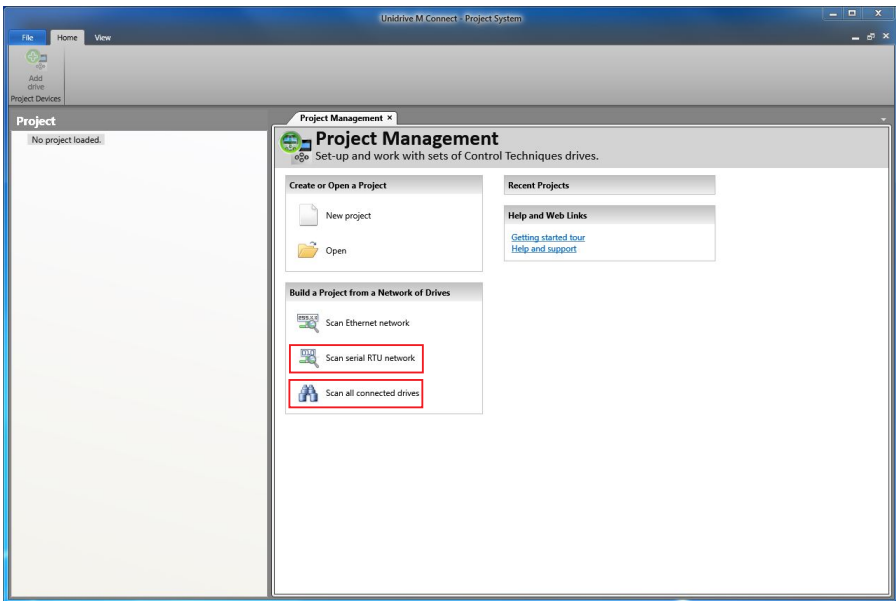 Unidrive M Connect - Project System
File Home View
Add
drive
Project Devices
Project
No project loaded.
Project Management ×
Project Management
Set-up and work with sets of Control Techniques drives.
Create or Open a Project
New project
Open
Build a Project from a Network of Drives
Scan Ethernet network
Scan serial RTU network
Scan all connected drives
Recent Projects
Help and Web Links
Getting started tour
Help and support